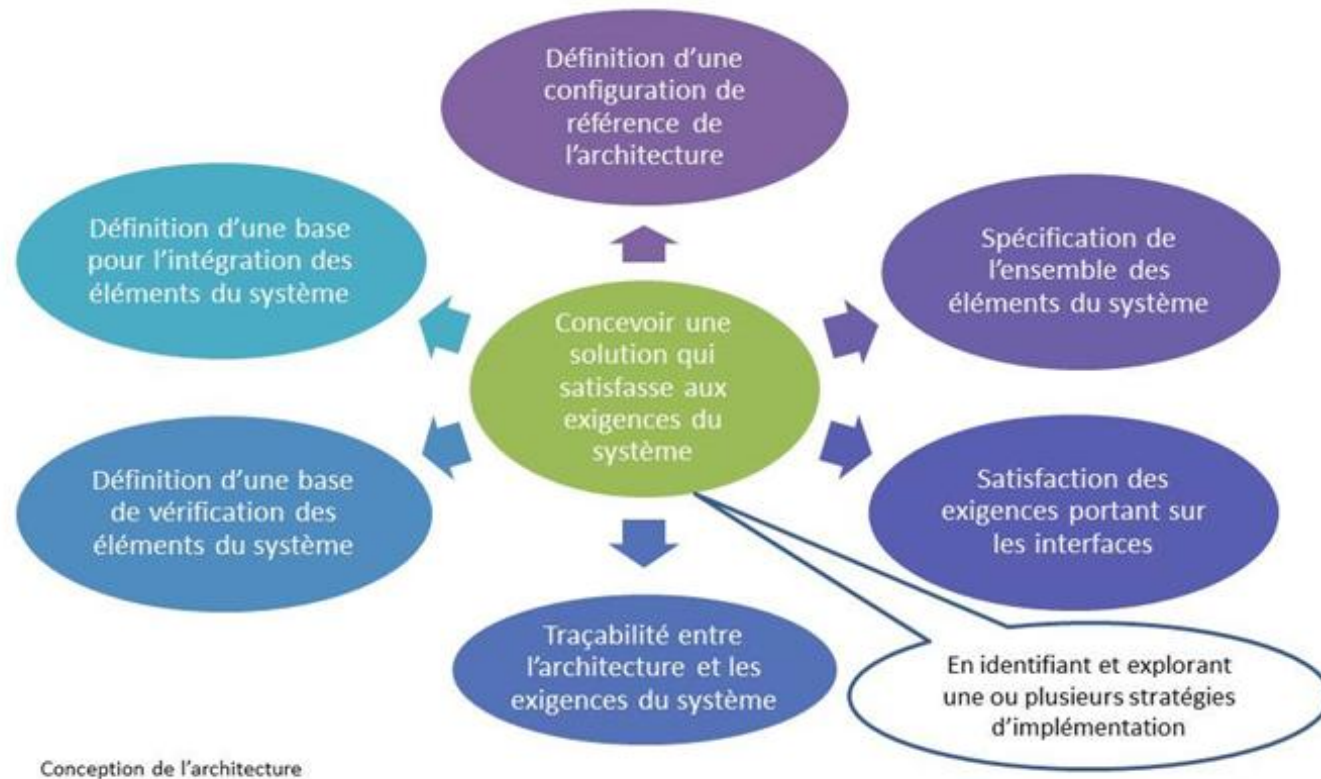 Définition d'une
configuration de
référence de
l'architecture
Définition d'une base
pour l'intégration des
éléments du système
Spécification de
l'ensemble des
éléments du système
Concevoir une
solution qui
satisfasse aux
exigences du
système
Définition d'une base
de vérification des
éléments du système
Satisfaction des
exigences portant sur
les interfaces
Traçabilité entre
l'architecture et les
exigences du système
En identifiant et explorant
une ou plusieurs stratégies
d'implémentation
Conception de l'architecture